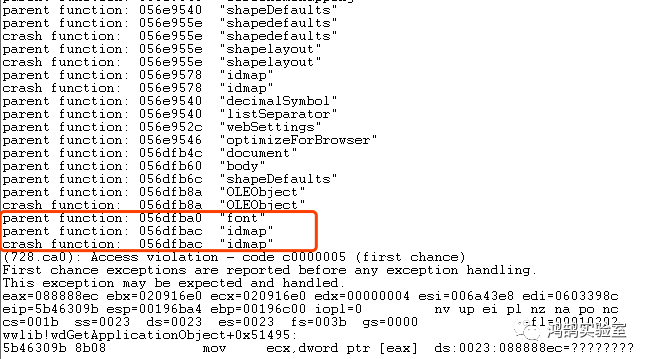 parent function: 056e9540  "shapeDefaults"
parent function: 056e955e  "shapedefaults"
crash function:  056e955e  "shapedefaults"
parent function: 056e955e  "shapelayout"
crash function:  056e955e  "shapelayout"
parent function: 056e9578  "idmap"
crash function:  056e9578  "idmap"
parent function: 056e9540  "decimalSymbol"
parent function: 056e9540  "listSeparator"
parent function: 056e952c  "webSettings"
parent function: 056e9546  "optimizeForBrowser"
parent function: 056dfb4c  "document"
parent function: 056dfb60  "body"
parent function: 056dfb6c  "shapeDefaults"
parent function: 056dfb8a  "OLEObject"
crash function:  056dfb8a  "OLEObject"
parent function: 056dfba0  "font"
parent function: 056dfbac  "idmap"
crash function:  056dfbac  "idmap"
(728.ca0): Access violation - code c0000005 (first chance)
First chance exceptions are reported before any exception handling.
This exception may be expected and handled.
eax=088888ec ebx=020916e0 ecx=020916e0 edx=00000004 esi=006a43e8 edi=0603398c
eip=5b46309b esp=00196ba4 ebp=00196c00 iopl=0         nv up ei pl nz na po nc
cs=001b  ss=0023  ds=0023  es=0023  fs=003b  gs=0000             efl=00010202
wwlib!wdGetApplicationObject+0x51495:
5b46309b 8b08            mov     ecx,dword ptr [eax]  ds:0023:088888ec=????????
鸿鹄实验室